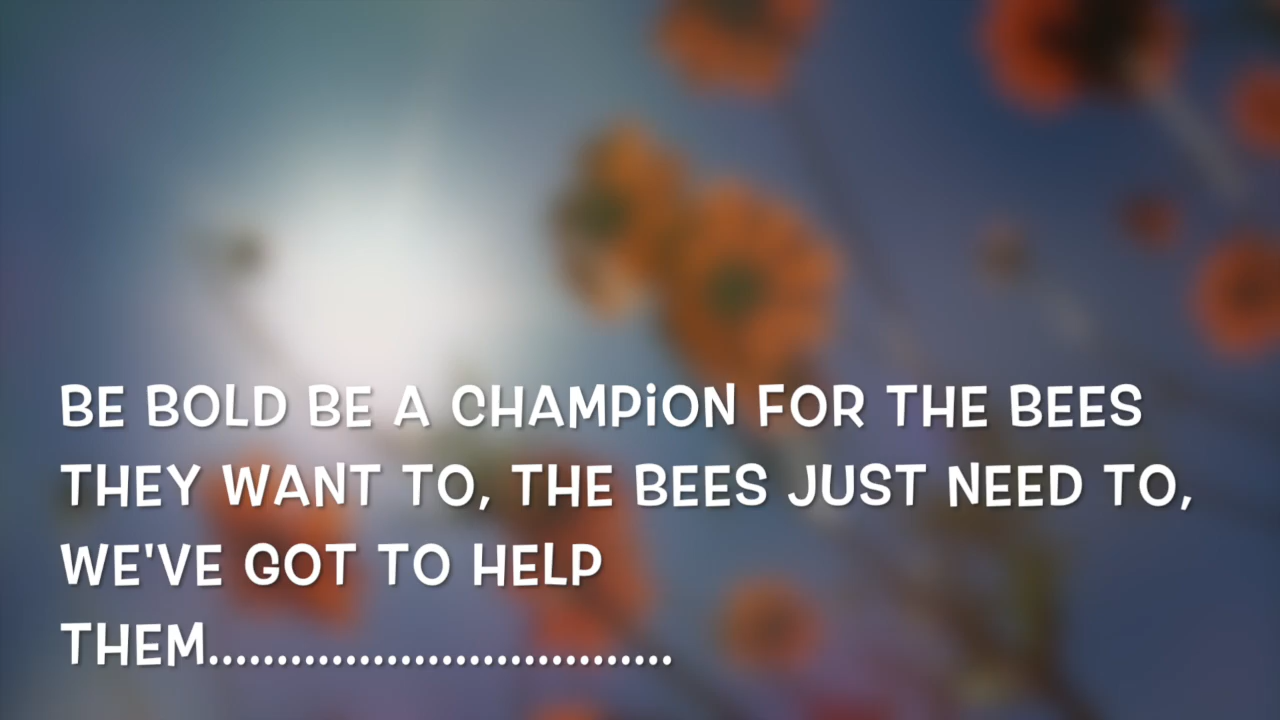 BE BOLD BE A CHAMPiON FOR THE BEES
THEY WANT TO, THE BEES JUST NEED TO,
WE'VE GOT TO HELP
THEM..................................